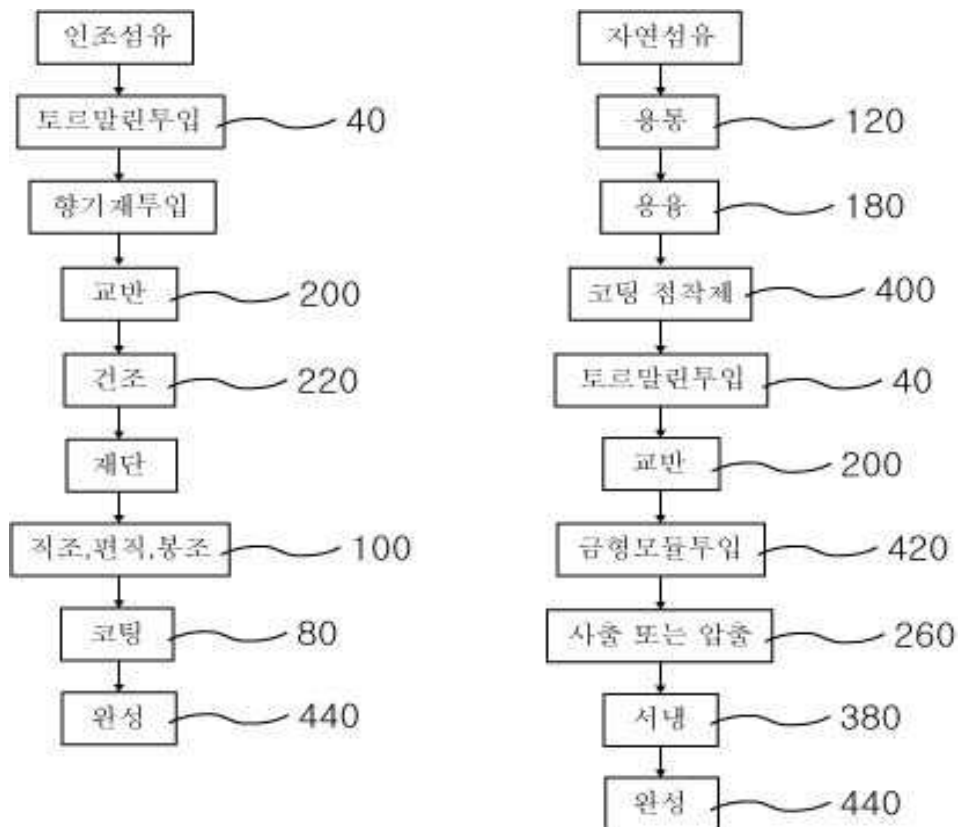 인조섬유
토르말린투입 40
향기재투입
교반 200
건조 220
재단
직조,편직,봉조 100
코팅 80
완성 440
자연섬유
용통 120
용융 180
코팅 점착제 400
토르말린투입 40
교반 200
금형모듈투입 420
사출 또는 압출 260
서냉 380
완성 440